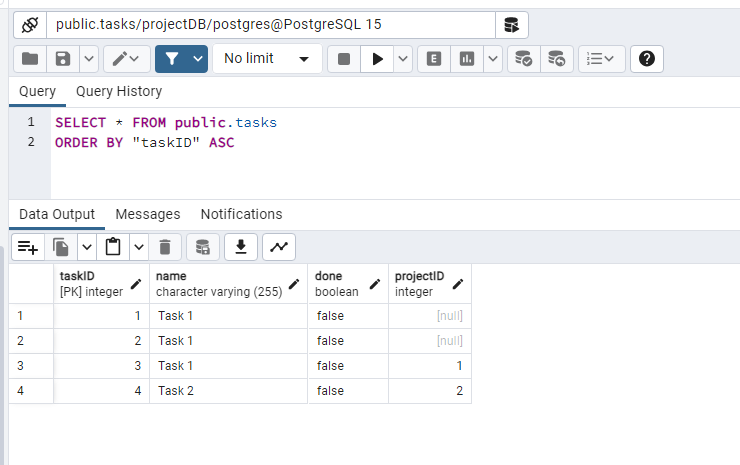 public.tasks/projectDB/postgres@PostgreSQL 15
No limit
E
Query Query History
1 SELECT * FROM public.tasks
2 ORDER BY "taskID" ASC
Data Output Messages Notifications
taskID name done projectID
[PK] integer character varying (255) boolean integer
1 1 Task 1 false [null]
2 2 Task 1 false [null]
3 3 Task 1 false 1
4 4 Task 2 false 2